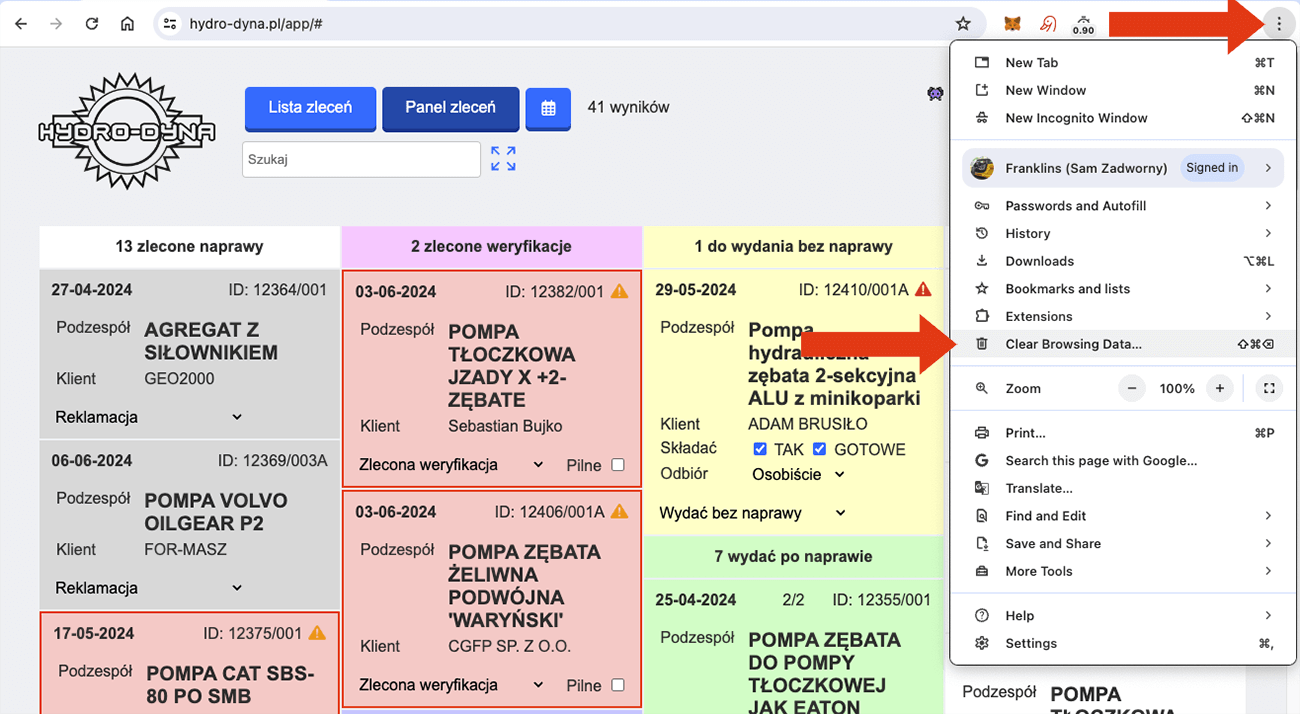 hydro-dyna.pl/app/#
0.90
HYDRO-DYNA
Lista zleceń
Panel zleceń
41 wyników
Szukaj
13 zlecone naprawy
27-04-2024 ID: 12364/001
Podzespół AGREGAT Z
SIŁOWNIKIEM
Klient GEO2000
Reklamacja
06-06-2024 ID: 12369/003A
Podzespół POMPA VOLVO
OILGEAR P2
Klient FOR-MASZ
Reklamacja
17-05-2024 ID: 12375/001
Podzespół POMPA CAT SBS-
80 PO SMB
2 zlecone weryfikacje
03-06-2024 ID: 12382/001
Podzespół POMPA
TŁOCZKOWA
JZADY X +2-
ZĘBATE
Klient Sebastian Bujko
Zlecona weryfikacja Pilne
03-06-2024 ID: 12406/001A
Podzespół POMPA ZĘBATA
ŻELIWNA
PODWÓJNA
'WARYŃSKI'
Klient CGFP SP. Z O.O.
Zlecona weryfikacja Pilne
1 do wydania bez naprawy
29-05-2024 ID: 12410/001A
Podzespół Pompa
hydrauliczna
zębata 2-sekcyjna
ALU z minikoparki
Klient ADAM BRUSIŁO
Składać TAK GOTOWE
Odbiór Osobiście
Wydać bez naprawy
7 wydać po naprawie
25-04-2024 2/2 ID: 12355/001
Podzespół POMPA ZĘBATA
DO POMPY
TŁOCZKOWEJ
JAK EATON
New Tab ⌘T
New Window ⌘N
New Incognito Window ⇧⌘N
Franklins (Sam Zadworny) Signed in
Passwords and Autofill
History
Downloads ⌥⌘L
Bookmarks and lists
Extensions
Clear Browsing Data... ⇧⌘⌫
Zoom − 100% +
Print... ⌘P
Search this page with Google...
Translate...
Find and Edit
Save and Share
More Tools
Help
Settings ⌘,
Podzespół POMPA
TŁOCZKOWA